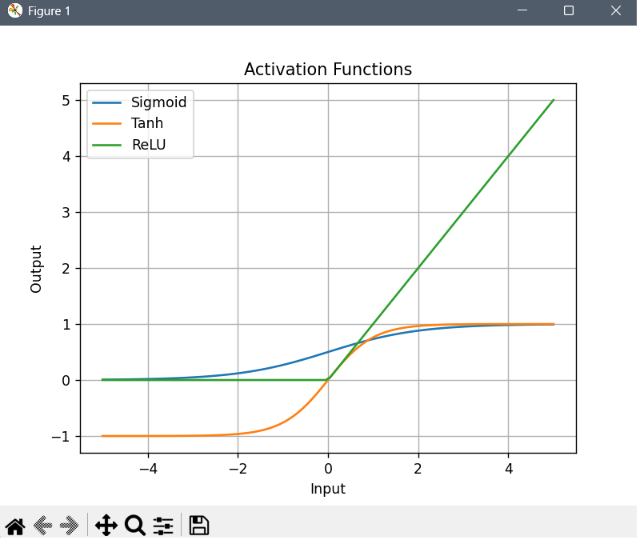 Figure 1
Activation Functions
Sigmoid
Tanh
ReLU
5
4
3
2
1
0
−1
Output
−4 −2 0 2 4
Input